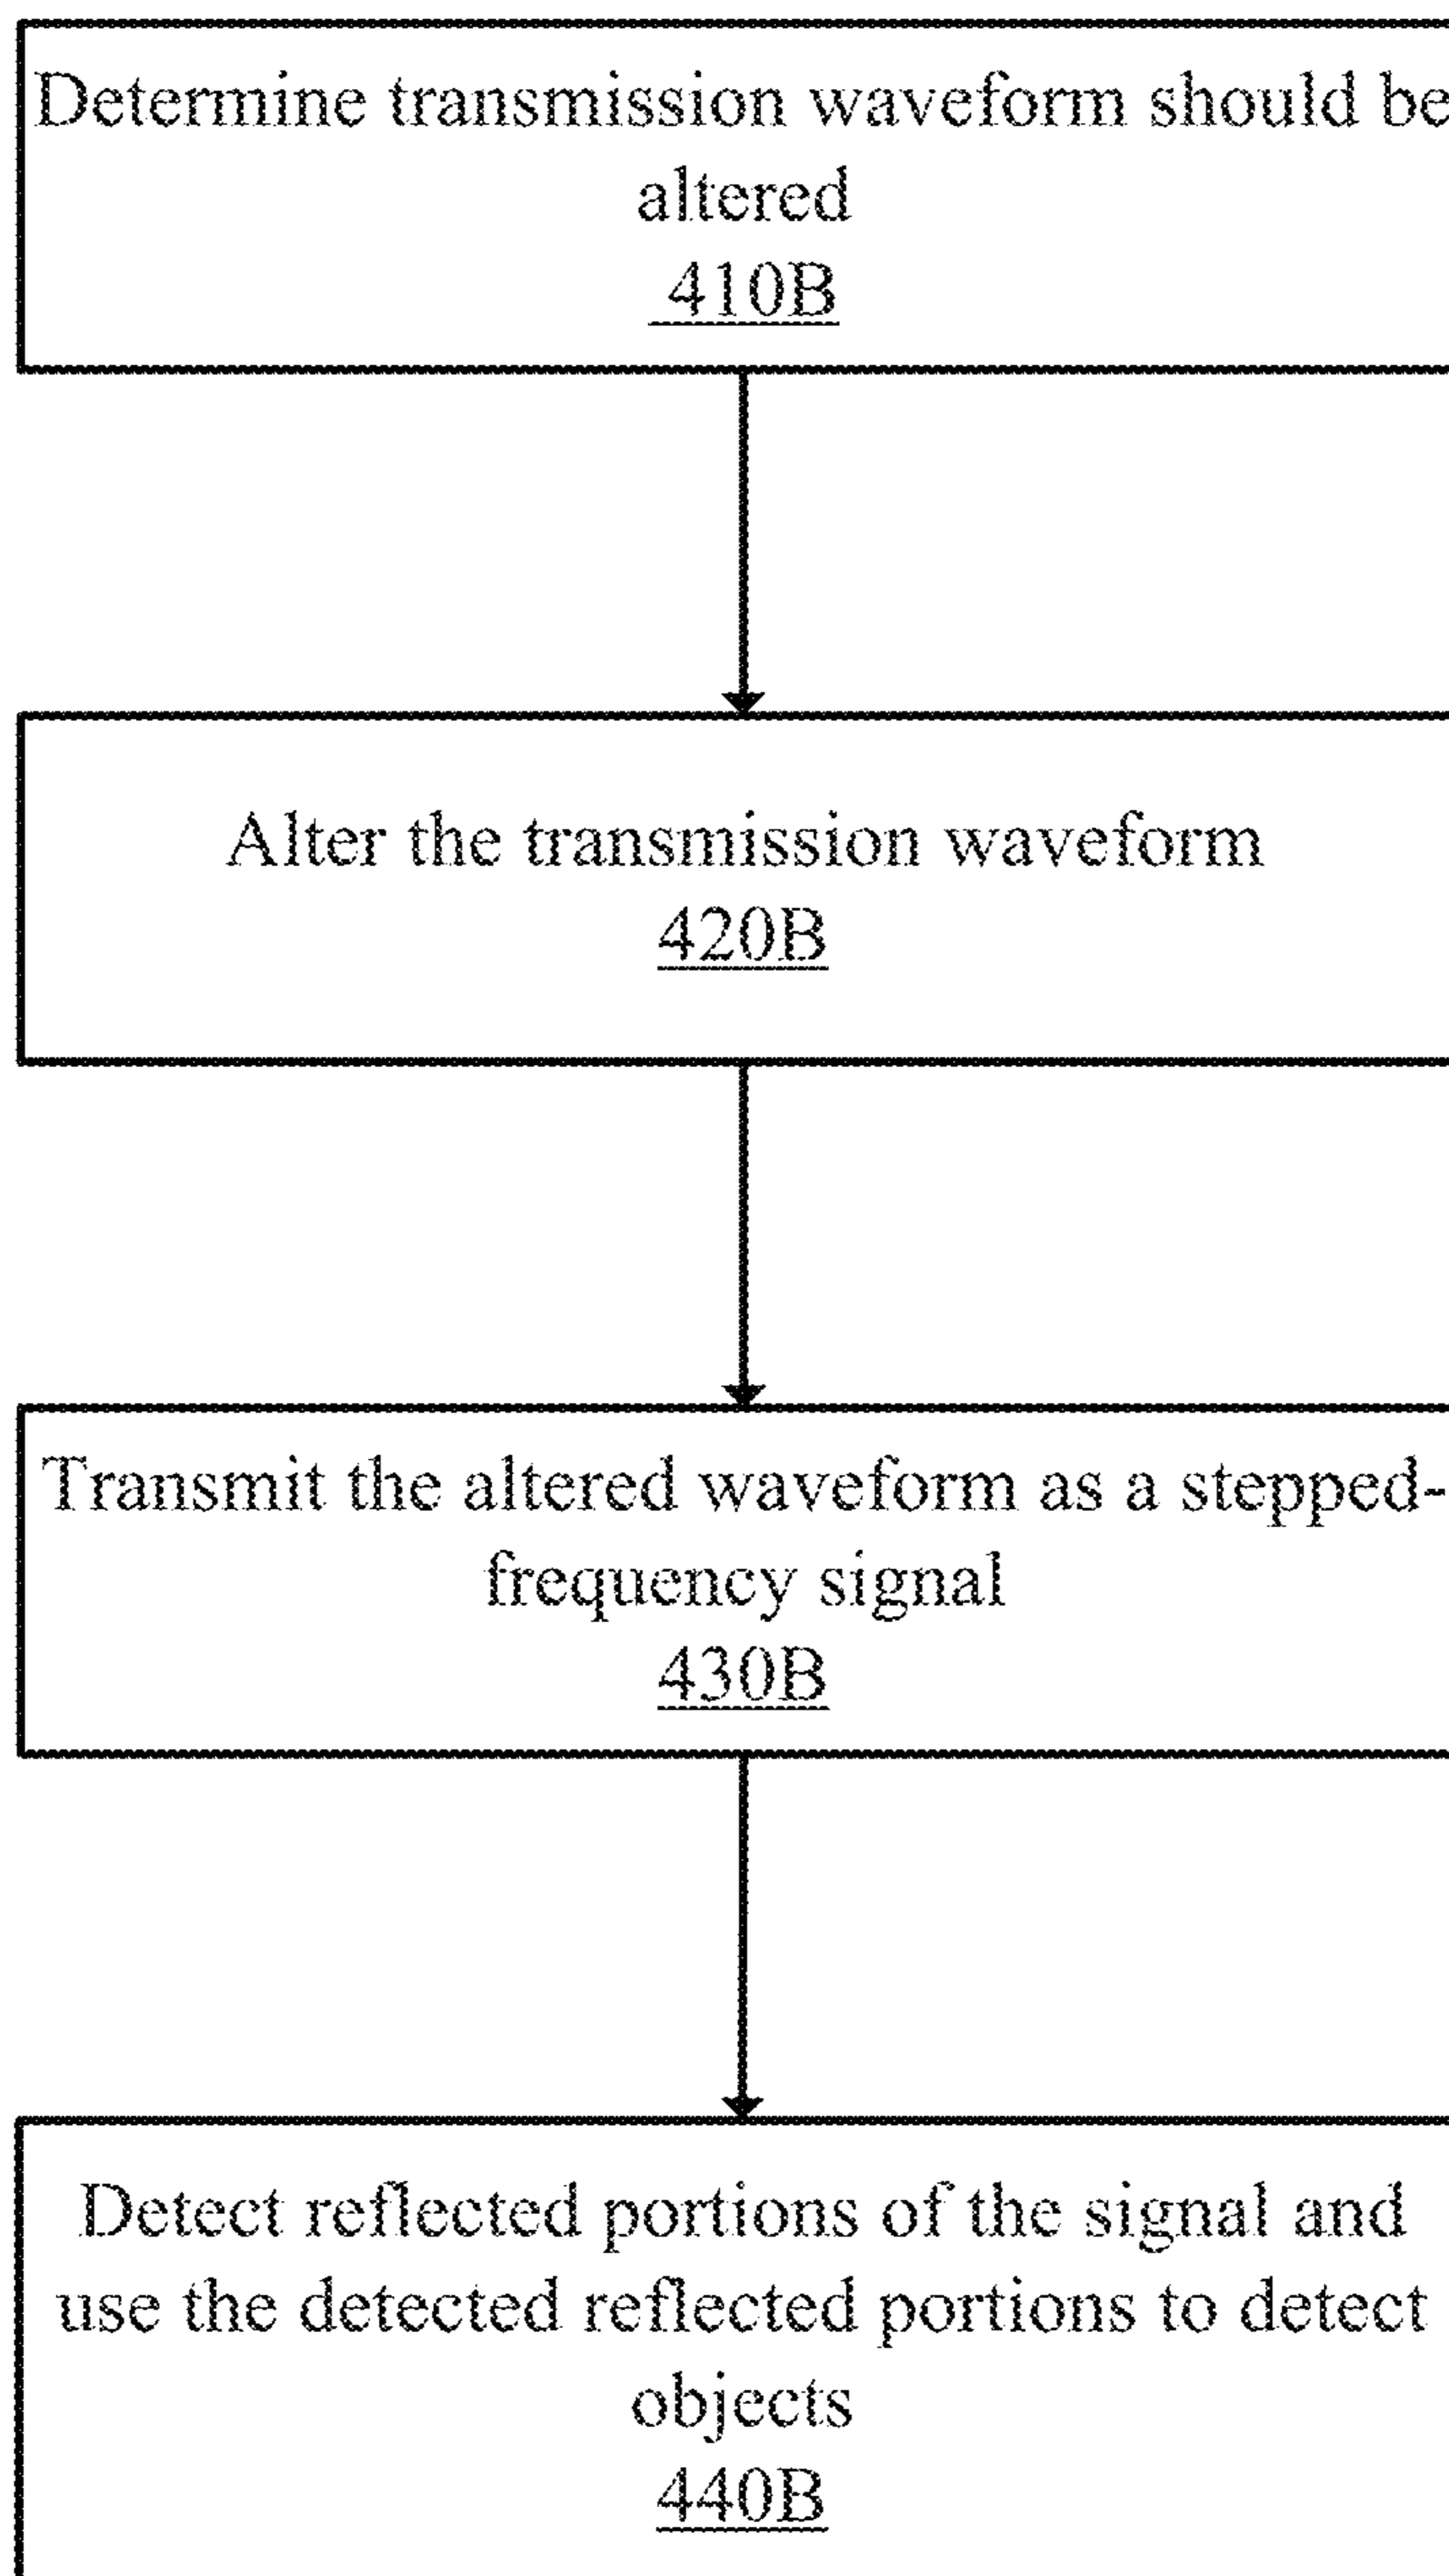 Determine transmission waveform should be
altered
410B
Alter the transmission waveform
420B
Transmit the altered waveform as a stepped-
frequency signal
430B
Detect reflected portions of the signal and
use the detected reflected portions to detect
objects
440B